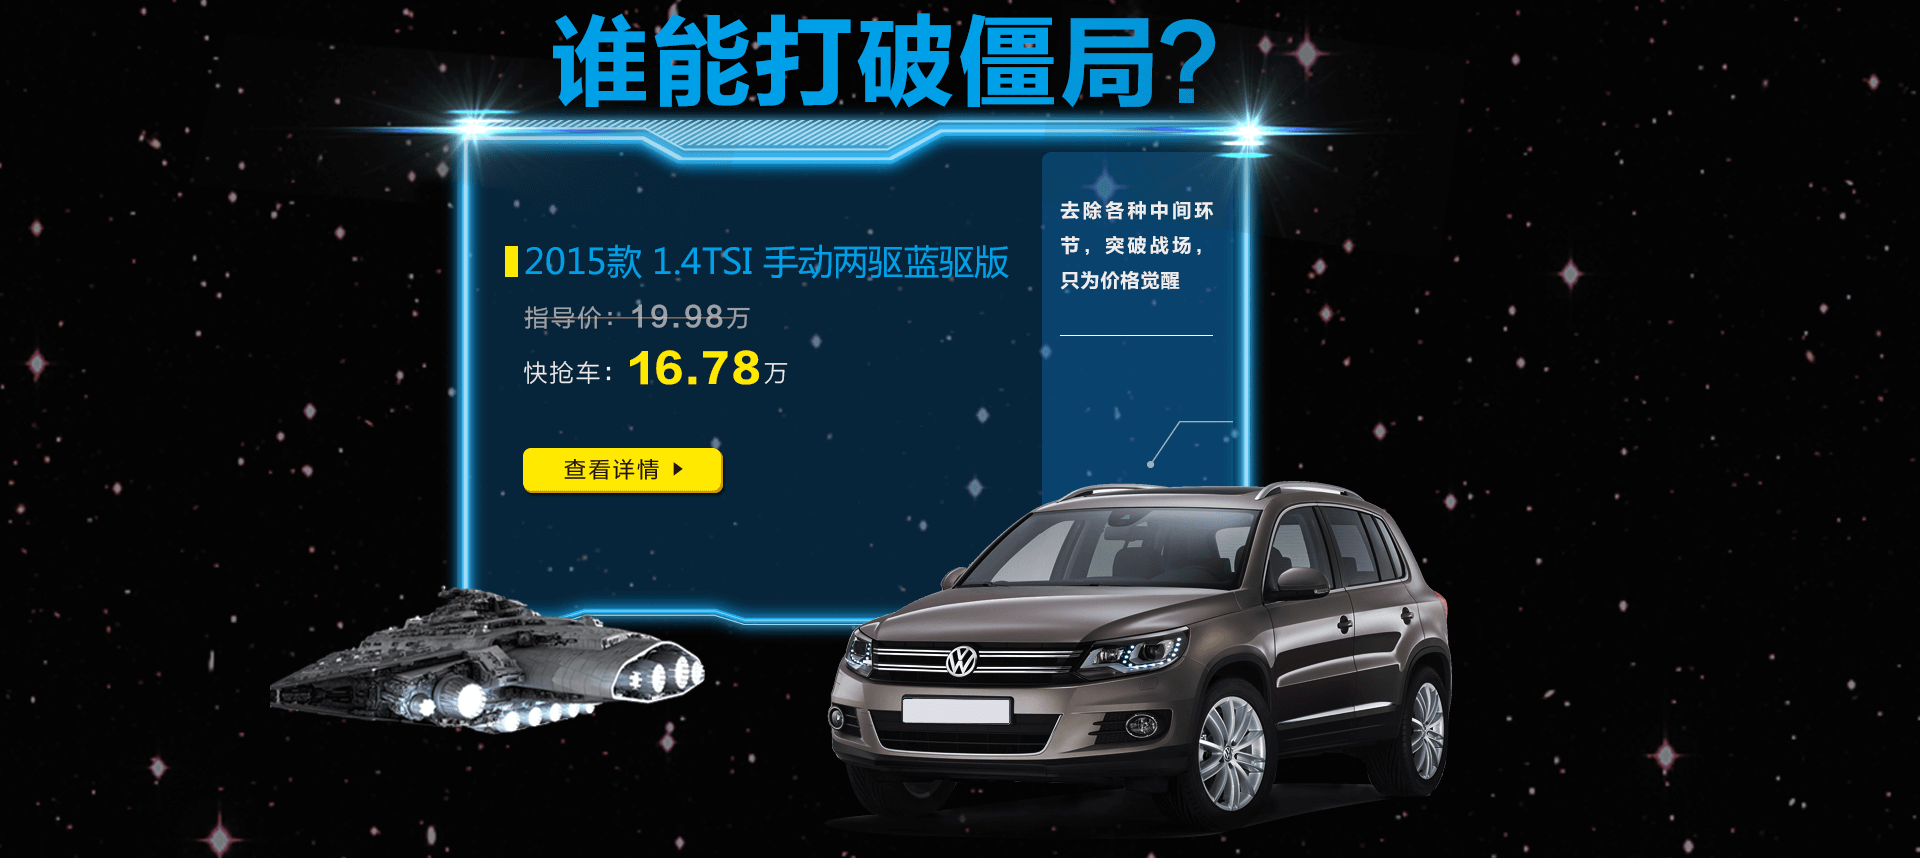 谁能打破僵局?
2015款 1.4TSI 手动两驱蓝驱版
指导价：19.98万
快抢车：16.78万
查看详情
去除各种中间环
节，突破战场，
只为价格觉醒